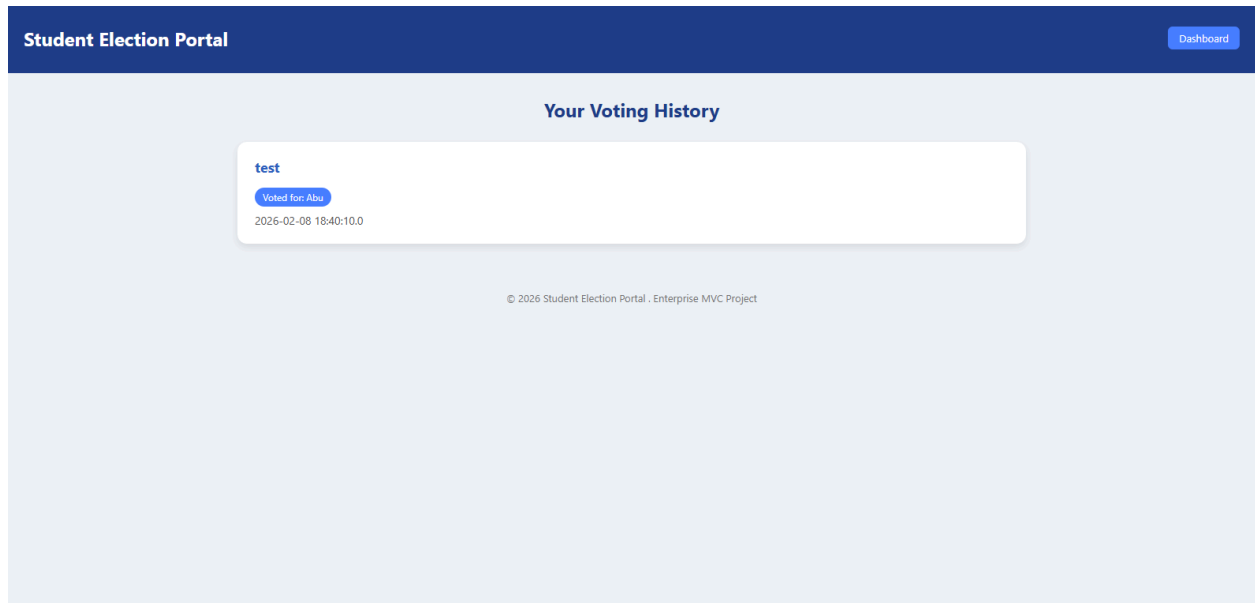 Student Election Portal
Dashboard
Your Voting History
test
Voted for: Abu
2026-02-08 18:40:10.0
© 2026 Student Election Portal . Enterprise MVC Project